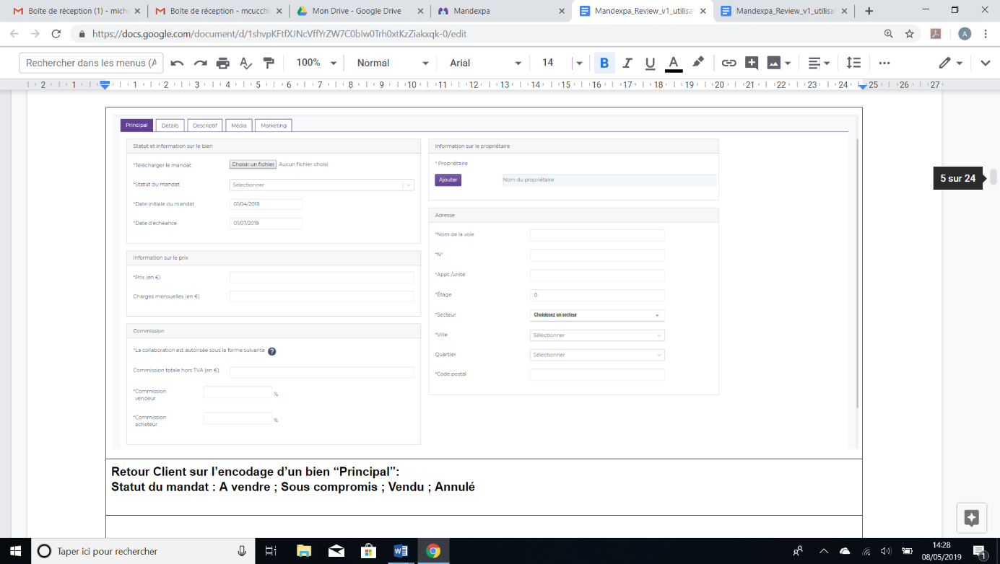 Boîte de réception (1) - mich
Boîte de réception - mcucchi
Mon Drive - Google Drive
Mandexpa
Mandexpa_Review_v1_utilisa
Mandexpa_Review_v1_utilisa
https://docs.google.com/document/d/1shvpKFtfXJNcVffYrZW7C0blw0Trh0xtKzZiakxqk-0/edit
A
Rechercher dans les menus (A
100%
Normal
Arial
14
B I U A
2 1 1 2 3 4 5 6 7 8 9 10 11 12 13 14 15 16 17 18 19 20 21 22 23 24 25 26 27
Principal
Détails
Descriptif
Média
Marketing
Statut et information sur le bien
*Télécharger le mandat
Choisir un fichier
Aucun fichier choisi
*Statut du mandat
Sélectionner
*Date initiale du mandat
01/04/2019
*Date d'échéance
01/07/2019
Information sur le prix
*Prix (en €)
Charges mensuelles (en €)
Commission
*La collaboration est autorisée sous la forme suivante ?
Commission totale hors TVA (en €)
*Commission
vendeur
%
*Commission
acheteur
%
Information sur le propriétaire
* Propriétaire
Ajouter
Nom du propriétaire
Adresse
*Nom de la voie
*N°
*Appt./unité
*Étage
0
*Secteur
Choisissez un secteur
*Ville
Sélectionner
Quartier
Sélectionner
*Code postal
5 sur 24
Retour Client sur l'encodage d'un bien “Principal”:
Statut du mandat : A vendre ; Sous compromis ; Vendu ; Annulé
Taper ici pour rechercher
14:28
08/05/2019
1